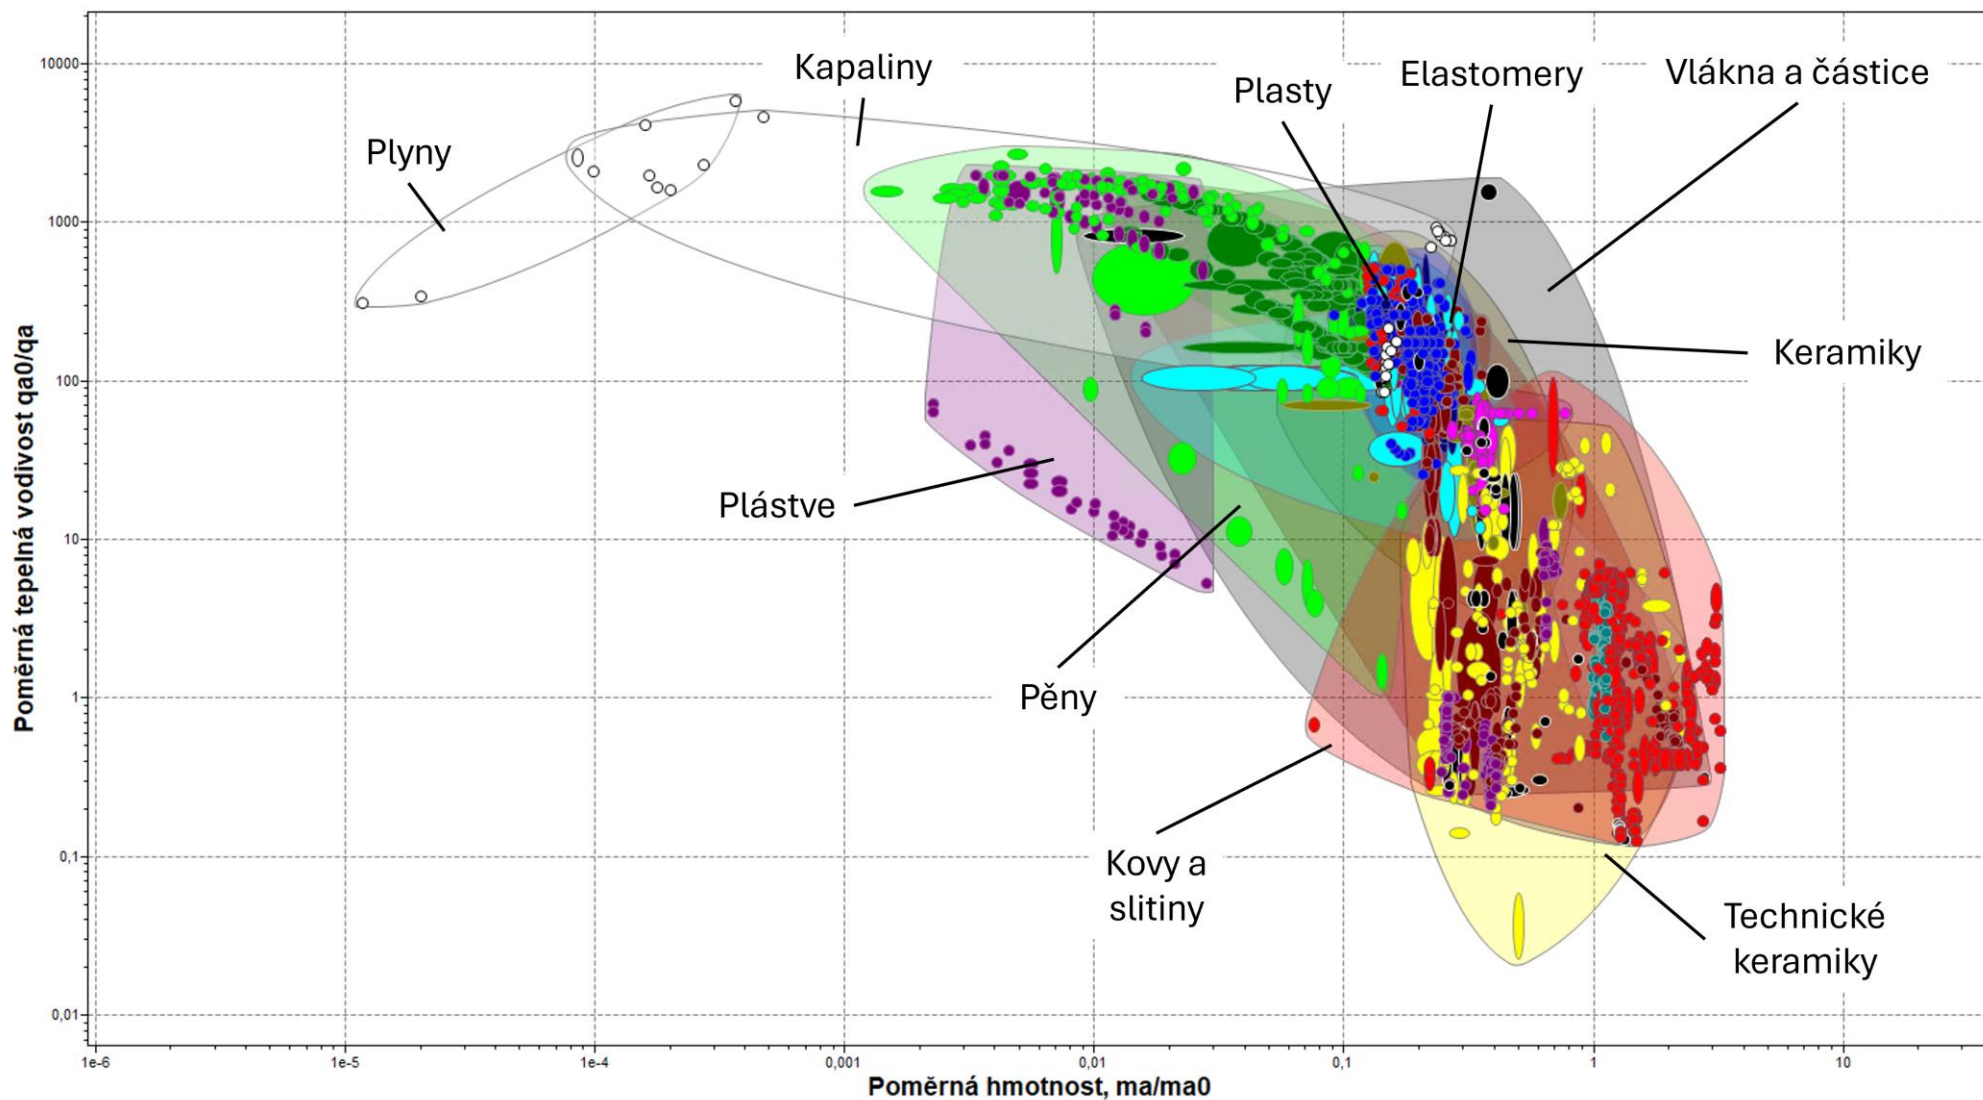 Kapaliny
Plasty
Elastomery
Vlákna a částice
Plyny
Keramiky
Plástve
Pěny
Kovy a
slitiny
Technické
keramiky
Poměrná tepelná vodivost qa0/qa
10000
1000
100
10
1
0,1
0,01
1e-6
1e-5
1e-4
0,001
0,01
0,1
1
10
Poměrná hmotnost, ma/ma0